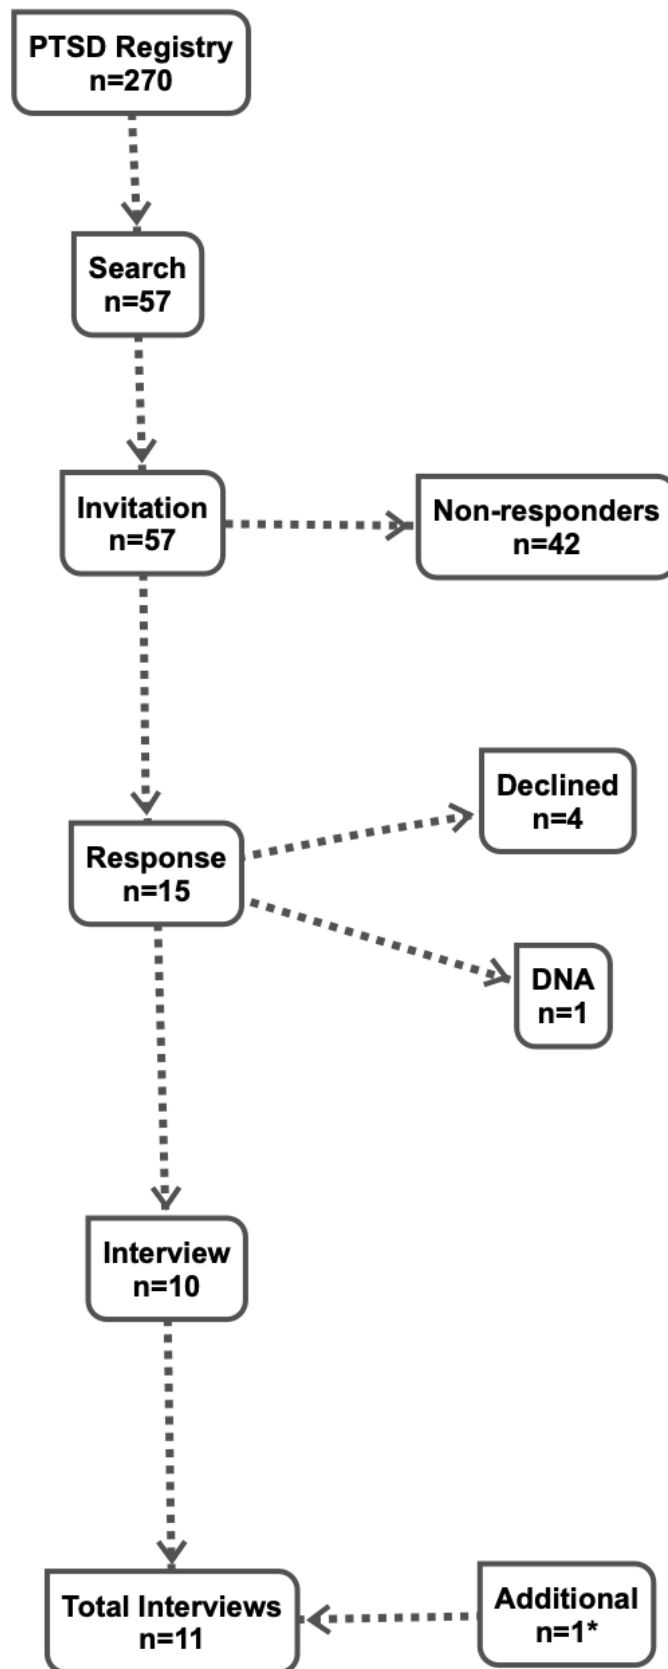 PTSD Registry
n=270
Search
n=57
Invitation
n=57
Non-responders
n=42
Declined
n=4
Response
n=15
DNA
n=1
Interview
n=10
Total Interviews
n=11
Additional
n=1*